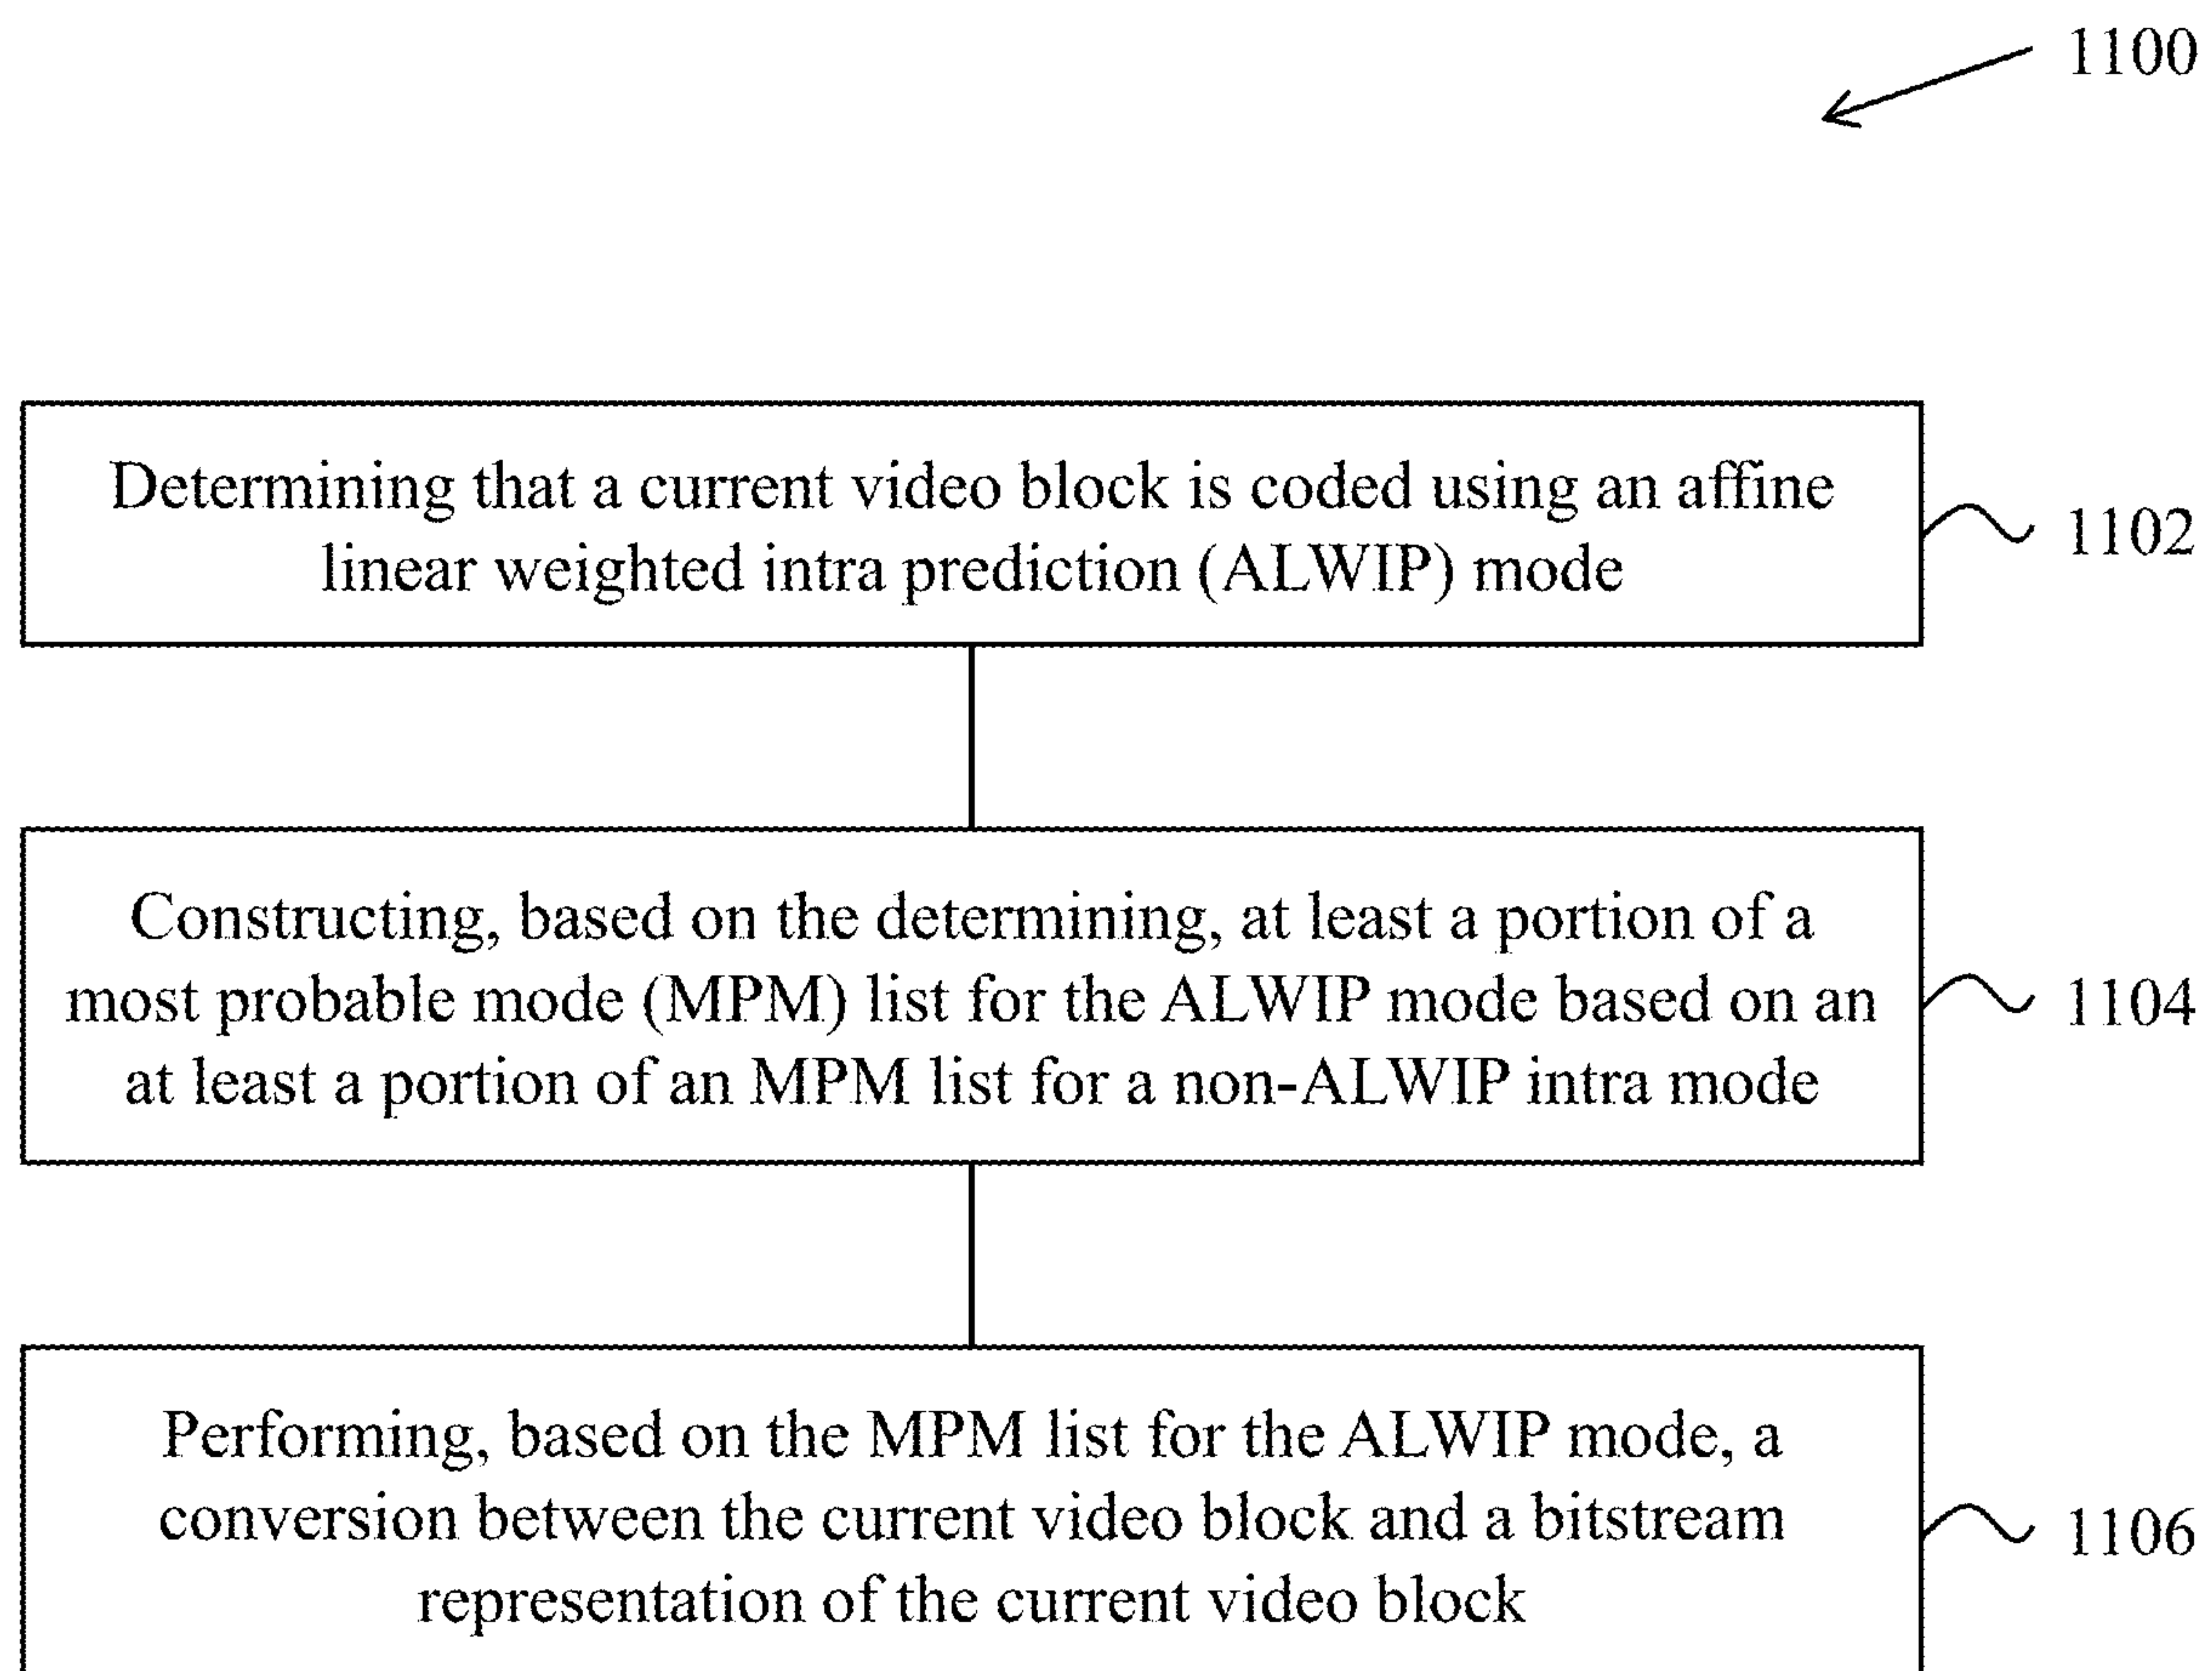 1100
Determining that a current video block is coded using an affine
linear weighted intra prediction (ALWIP) mode
1102
Constructing, based on the determining, at least a portion of a
most probable mode (MPM) list for the ALWIP mode based on an
at least a portion of an MPM list for a non-ALWIP intra mode
1104
Performing, based on the MPM list for the ALWIP mode, a
conversion between the current video block and a bitstream
representation of the current video block
1106